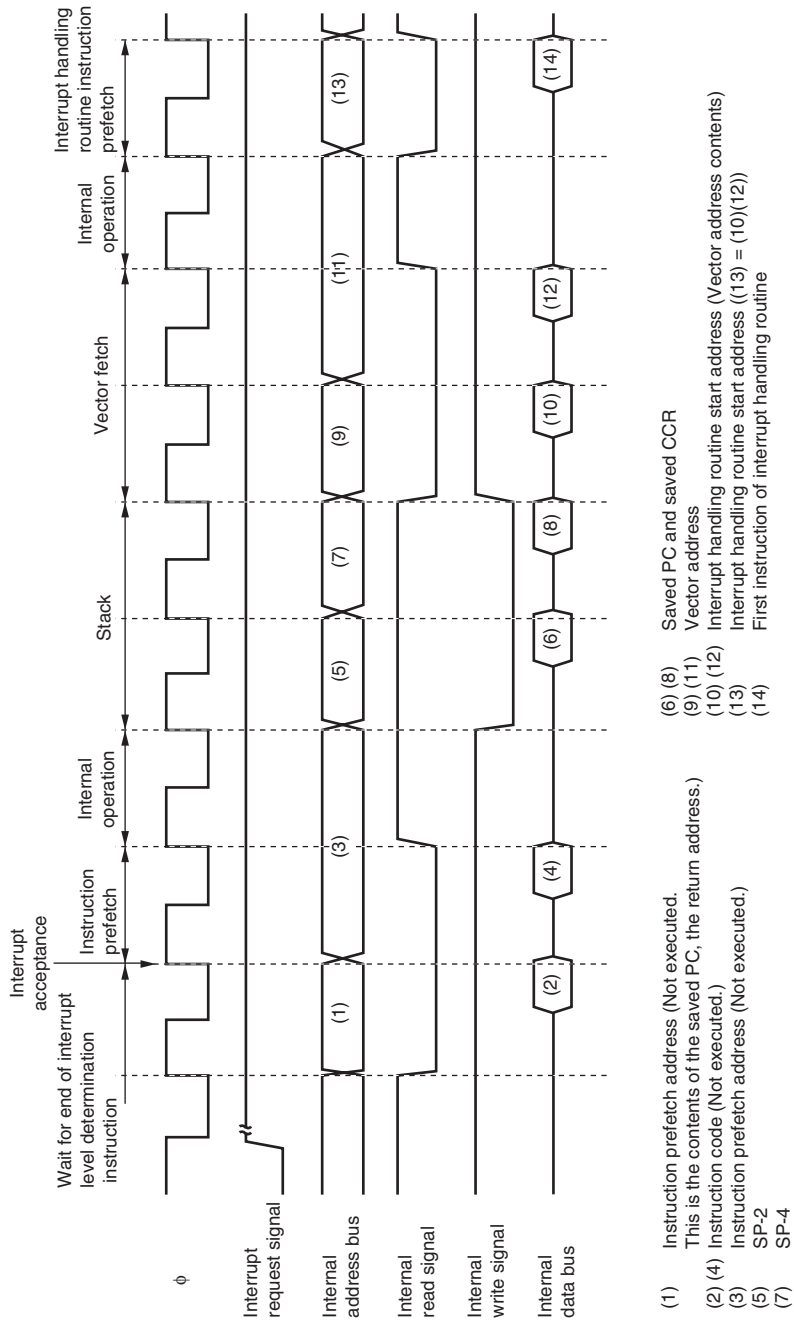 Interrupt
acceptance
Wait for end of interrupt
level determination
instruction
Instruction
prefetch
Internal
operation
Stack
Vector fetch
Internal
operation
Interrupt handling
routine instruction
prefetch
φ
Interrupt
request signal
Internal
address bus
(1)
(3)
(5)
(7)
(9)
(11)
(13)
Internal
read signal
Internal
write signal
Internal
data bus
(2)
(4)
(6)
(8)
(10)
(12)
(14)
(1) Instruction prefetch address (Not executed.
This is the contents of the saved PC, the return address.)
(2) (4) Instruction code (Not executed.)
(3) Instruction prefetch address (Not executed.)
(5) SP-2
(7) SP-4
(6) (8) Saved PC and saved CCR
(9) (11) Vector address
(10) (12) Interrupt handling routine start address (Vector address contents)
(13) Interrupt handling routine start address ((13) = (10)(12))
(14) First instruction of interrupt handling routine